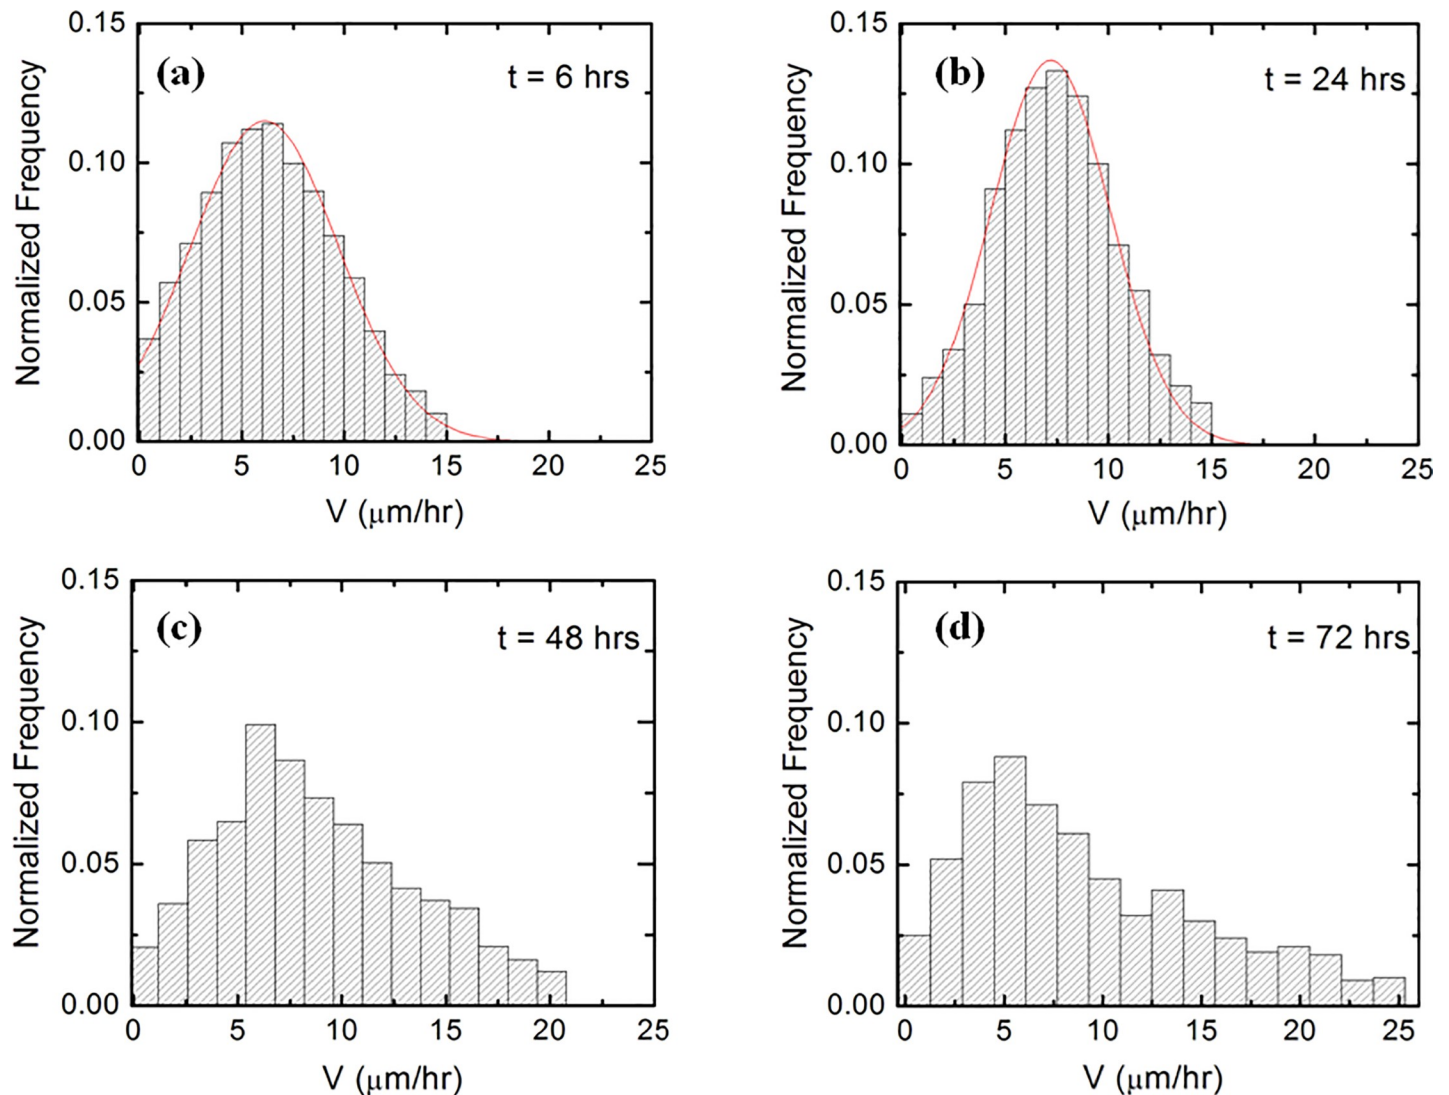 (a)
t = 6 hrs
Normalized Frequency
0.15
0.10
0.05
0.00
0 5 10 15 20 25
V (μm/hr)
(b)
t = 24 hrs
Normalized Frequency
0.15
0.10
0.05
0.00
0 5 10 15 20 25
V (μm/hr)
(c)
t = 48 hrs
Normalized Frequency
0.15
0.10
0.05
0.00
0 5 10 15 20 25
V (μm/hr)
(d)
t = 72 hrs
Normalized Frequency
0.15
0.10
0.05
0.00
0 5 10 15 20 25
V (μm/hr)